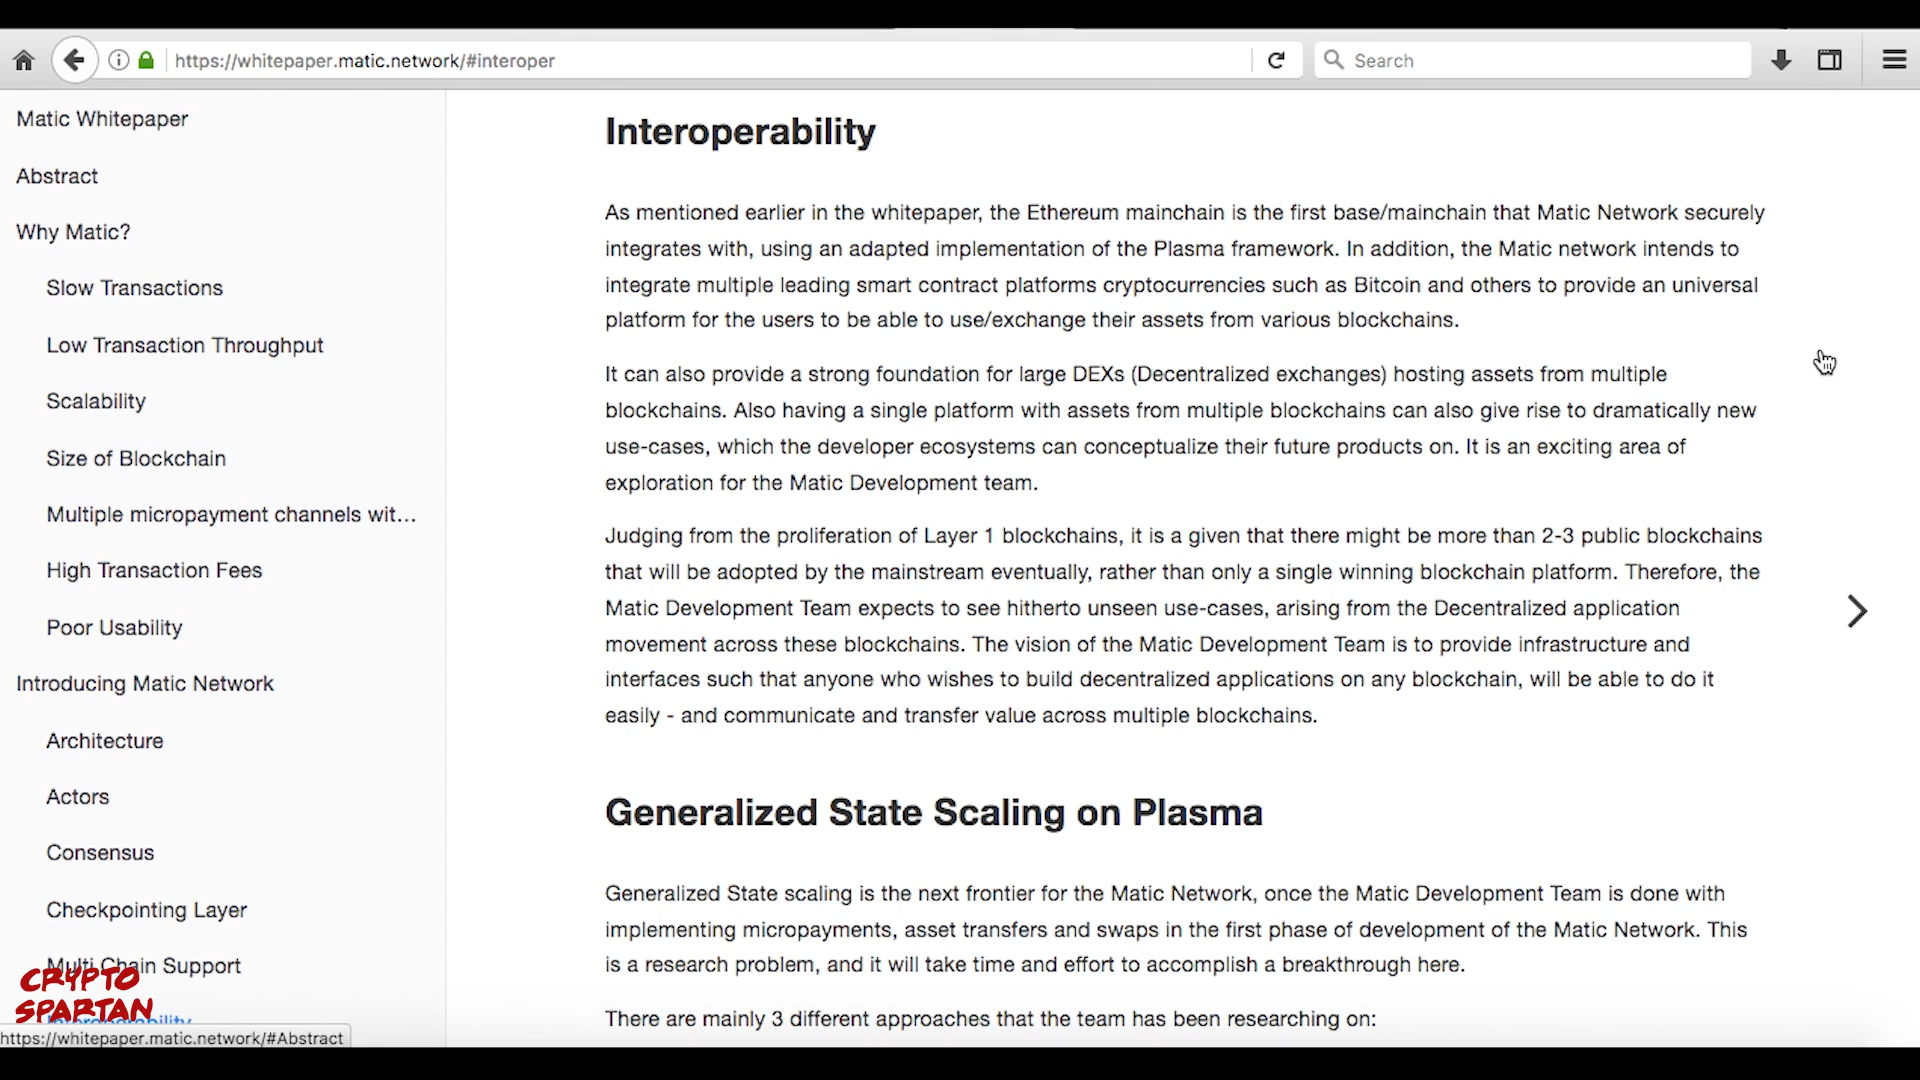 https://whitepaper.matic.network/#interoper
Search
Matic Whitepaper
Abstract
Why Matic?
Slow Transactions
Low Transaction Throughput
Scalability
Size of Blockchain
Multiple micropayment channels wit...
High Transaction Fees
Poor Usability
Introducing Matic Network
Architecture
Actors
Consensus
Checkpointing Layer
Multi Chain Support
Interoperability
CRYPTO
SPARTAN
https://whitepaper.matic.network/#Abstract
Interoperability
As mentioned earlier in the whitepaper, the Ethereum mainchain is the first base/mainchain that Matic Network securely
integrates with, using an adapted implementation of the Plasma framework. In addition, the Matic network intends to
integrate multiple leading smart contract platforms cryptocurrencies such as Bitcoin and others to provide an universal
platform for the users to be able to use/exchange their assets from various blockchains.
It can also provide a strong foundation for large DEXs (Decentralized exchanges) hosting assets from multiple
blockchains. Also having a single platform with assets from multiple blockchains can also give rise to dramatically new
use-cases, which the developer ecosystems can conceptualize their future products on. It is an exciting area of
exploration for the Matic Development team.
Judging from the proliferation of Layer 1 blockchains, it is a given that there might be more than 2-3 public blockchains
that will be adopted by the mainstream eventually, rather than only a single winning blockchain platform. Therefore, the
Matic Development Team expects to see hitherto unseen use-cases, arising from the Decentralized application
movement across these blockchains. The vision of the Matic Development Team is to provide infrastructure and
interfaces such that anyone who wishes to build decentralized applications on any blockchain, will be able to do it
easily - and communicate and transfer value across multiple blockchains.
Generalized State Scaling on Plasma
Generalized State scaling is the next frontier for the Matic Network, once the Matic Development Team is done with
implementing micropayments, asset transfers and swaps in the first phase of development of the Matic Network. This
is a research problem, and it will take time and effort to accomplish a breakthrough here.
There are mainly 3 different approaches that the team has been researching on: